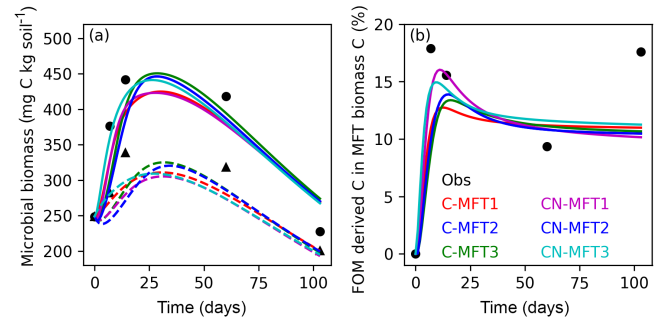 (a)
Microbial biomass (mg C kg soil⁻¹)
500
450
400
350
300
250
200
0 25 50 75 100
Time (days)
(b)
FOM derived C in MFT biomass C (%)
20
15
10
5
0
Obs
C-MFT1 CN-MFT1
C-MFT2 CN-MFT2
C-MFT3 CN-MFT3
0 25 50 75 100
Time (days)